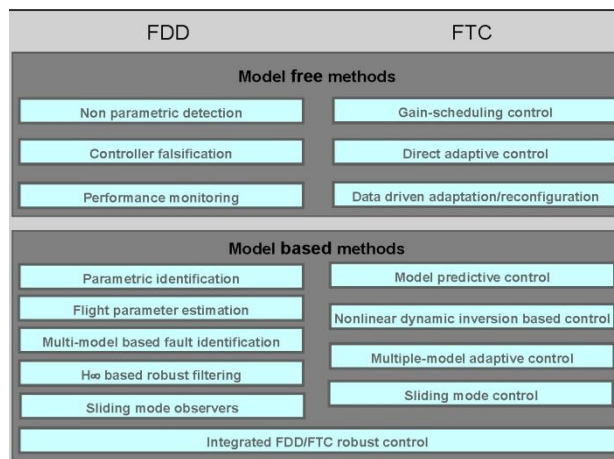 FDD
FTC
Model free methods
Non parametric detection
Gain-scheduling control
Controller falsification
Direct adaptive control
Performance monitoring
Data driven adaptation/reconfiguration
Model based methods
Parametric identification
Model predictive control
Flight parameter estimation
Nonlinear dynamic inversion based control
Multi-model based fault identification
Multiple-model adaptive control
H∞ based robust filtering
Sliding mode control
Sliding mode observers
Integrated FDD/FTC robust control